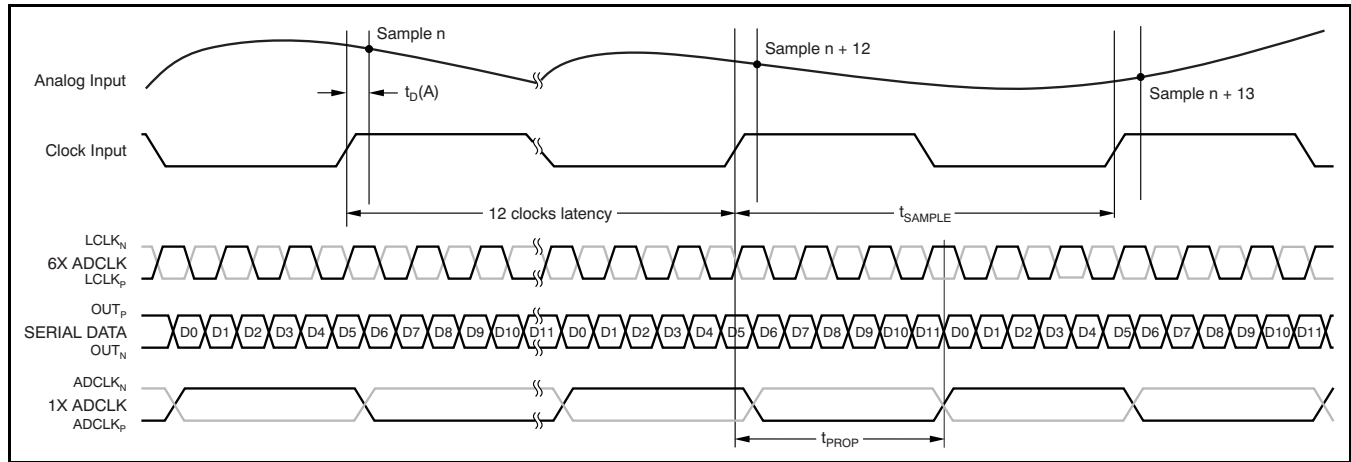 Sample n
Sample n + 12
Analog Input
t_D(A)
Sample n + 13
Clock Input
12 clocks latency
t_SAMPLE
LCLK_N
6X ADCLK
LCLK_P
OUT_P
SERIAL DATA
D0 D1 D2 D3 D4 D5 D6 D7 D8 D9 D10 D11 D0 D1 D2 D3 D4 D5 D6 D7 D8 D9 D10 D11 D0 D1 D2 D3 D4 D5 D6 D7 D8 D9 D10 D11
OUT_N
ADCLK_N
1X ADCLK
ADCLK_P
t_PROP